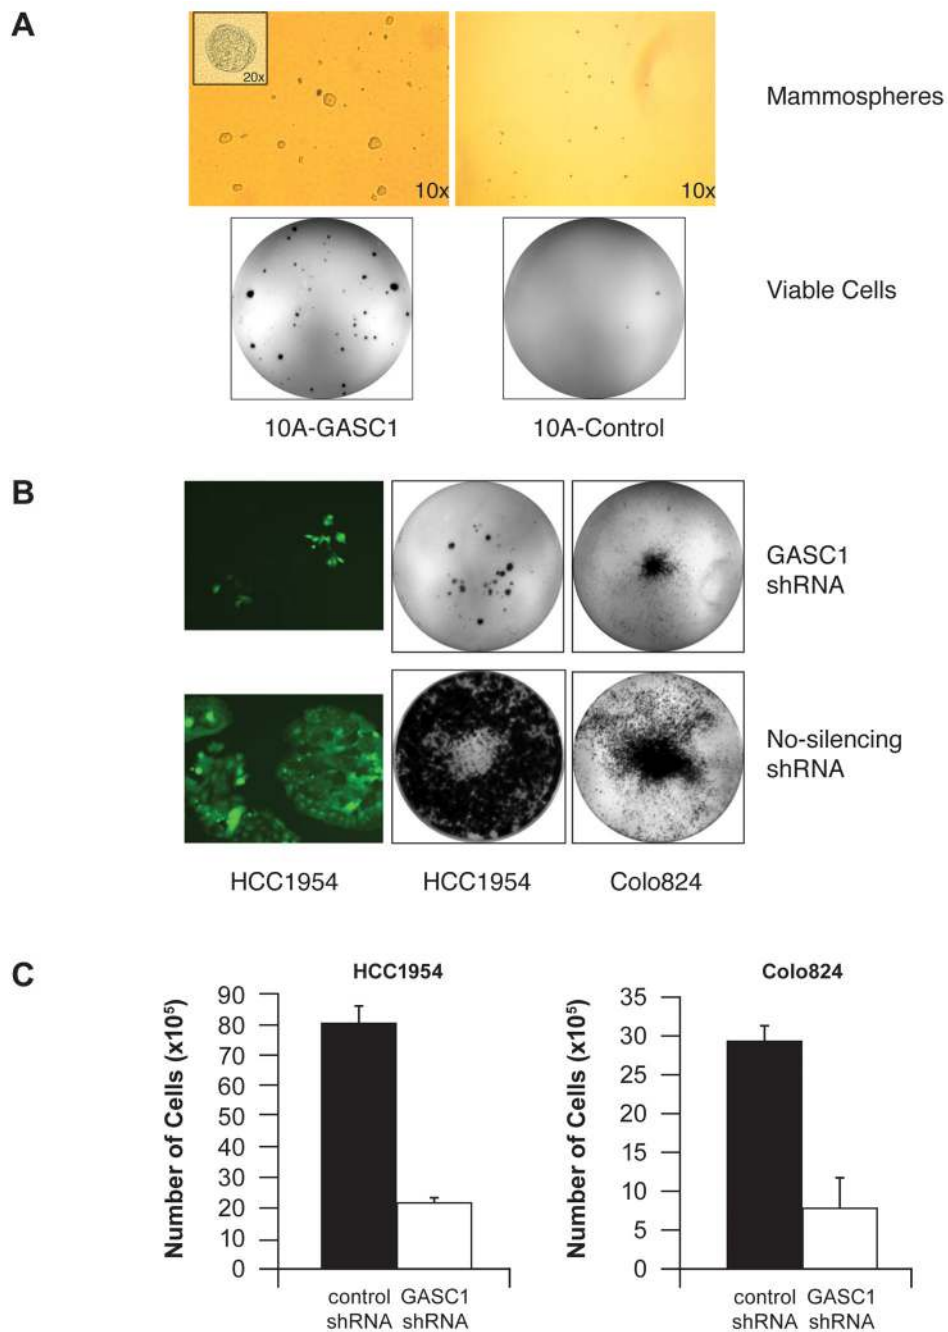 A
20x
10x
10x
Mammospheres
Viable Cells
10A-GASC1
10A-Control
B
GASC1
shRNA
No-silencing
shRNA
HCC1954
HCC1954
Colo824
C
HCC1954
Number of Cells (x10⁵)
90
80
70
60
50
40
30
20
10
0
control
shRNA
GASC1
shRNA
Colo824
Number of Cells (x10⁵)
35
30
25
20
15
10
5
0
control
shRNA
GASC1
shRNA